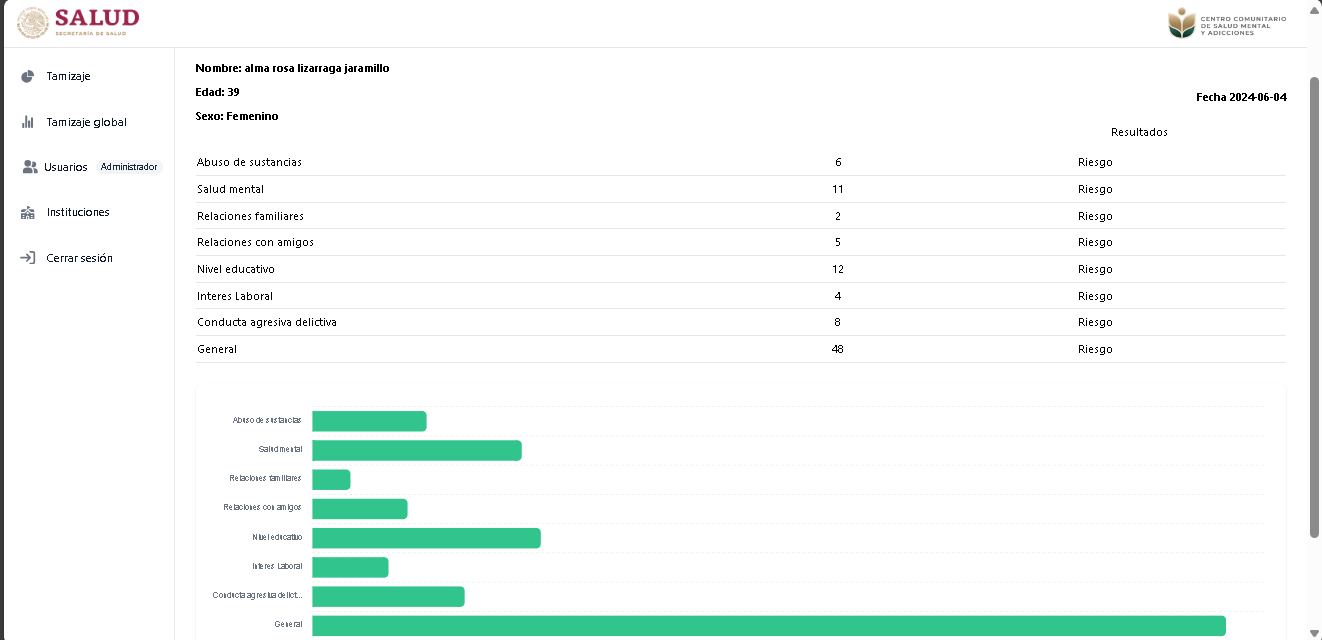 SALUD
SECRETARÍA DE SALUD
CENTRO COMUNITARIO
DE SALUD MENTAL
Y ADICCIONES
Tamizaje
Tamizaje global
Usuarios Administrador
Instituciones
Cerrar sesión
Nombre: alma rosa lizarraga jaramillo
Edad: 39
Fecha 2024-06-04
Sexo: Femenino
Resultados
Abuso de sustancias 6 Riesgo
Salud mental 11 Riesgo
Relaciones familiares 2 Riesgo
Relaciones con amigos 5 Riesgo
Nivel educativo 12 Riesgo
Interes Laboral 4 Riesgo
Conducta agresiva delictiva 8 Riesgo
General 48 Riesgo
Abuso de sustancias
Salud mental
Relaciones familiares
Relaciones con amigos
Nivel educativo
Interes Laboral
Conducta agresiva delict...
General